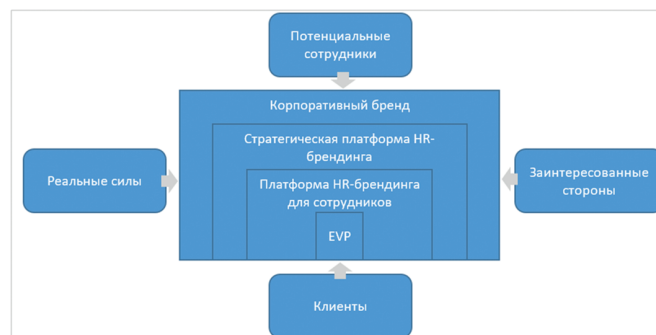 Потенциальные
сотрудники
Корпоративный бренд
Стратегическая платформа HR-
брендинга
Реальные силы
Платформа HR-брендинга
для сотрудников
Заинтересованные
стороны
EVP
Клиенты